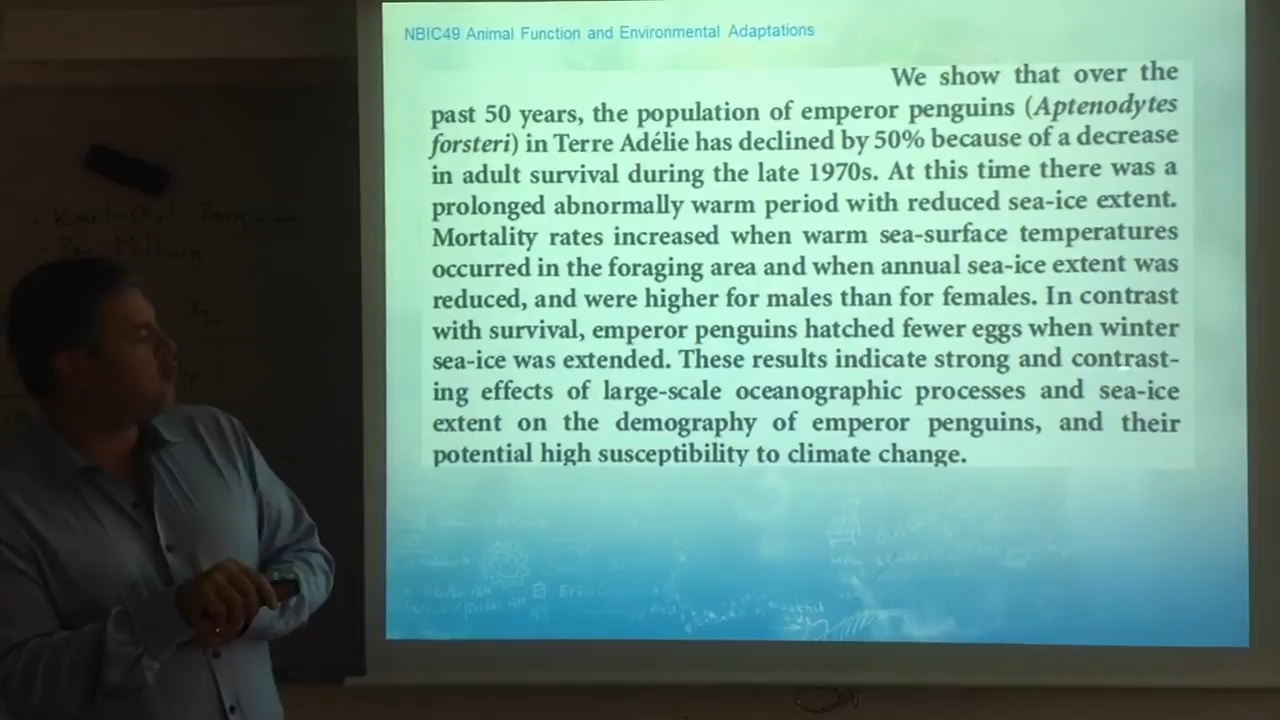 NBIC49 Animal Function and Environmental Adaptations
We show that over the
past 50 years, the population of emperor penguins (Aptenodytes
forsteri) in Terre Adélie has declined by 50% because of a decrease
in adult survival during the late 1970s. At this time there was a
prolonged abnormally warm period with reduced sea-ice extent.
Mortality rates increased when warm sea-surface temperatures
occurred in the foraging area and when annual sea-ice extent was
reduced, and were higher for males than for females. In contrast
with survival, emperor penguins hatched fewer eggs when winter
sea-ice was extended. These results indicate strong and contrast-
ing effects of large-scale oceanographic processes and sea-ice
extent on the demography of emperor penguins, and their
potential high susceptibility to climate change.